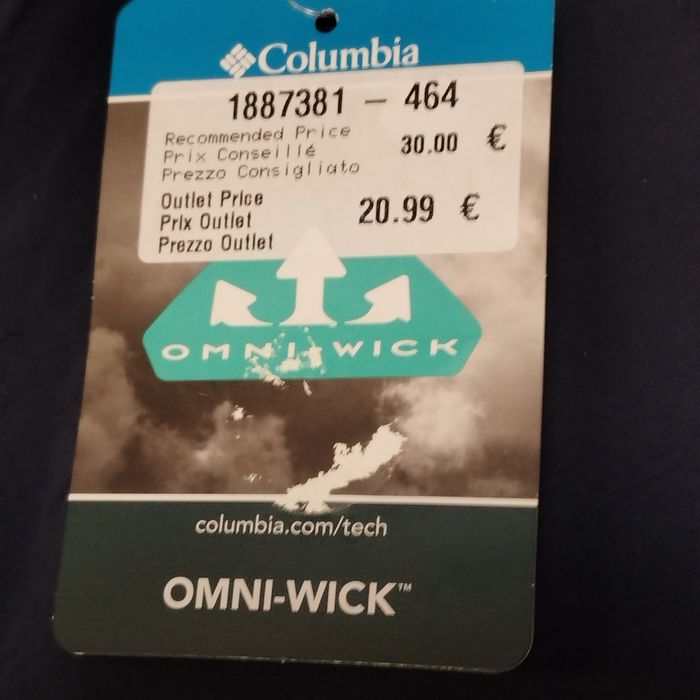 Columbia
1887381 - 464
Recommended Price
Prix Conseillé
Prezzo Consigliato
30.00 €
Outlet Price
Prix Outlet
Prezzo Outlet
20.99 €
OMNI-WICK
columbia.com/tech
OMNI-WICK™